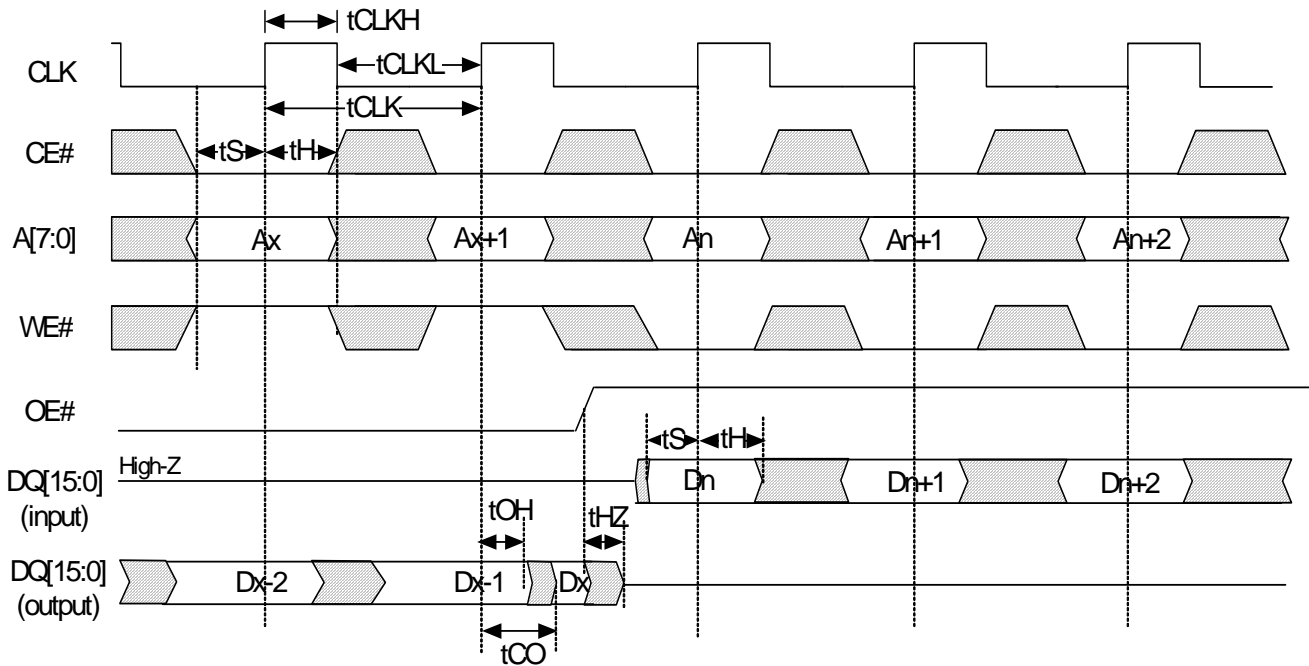 tCLKH
CLK
tCLKL
tCLK
CE#
tS
tH
A[7:0]
Ax
Ax+1
An
An+1
An+2
WE#
OE#
tS
tH
High-Z
DQ[15:0]
(input)
Dn
Dn+1
Dn+2
tOH
tHZ
DQ[15:0]
(output)
Dx-2
Dx-1
Dx
tCO